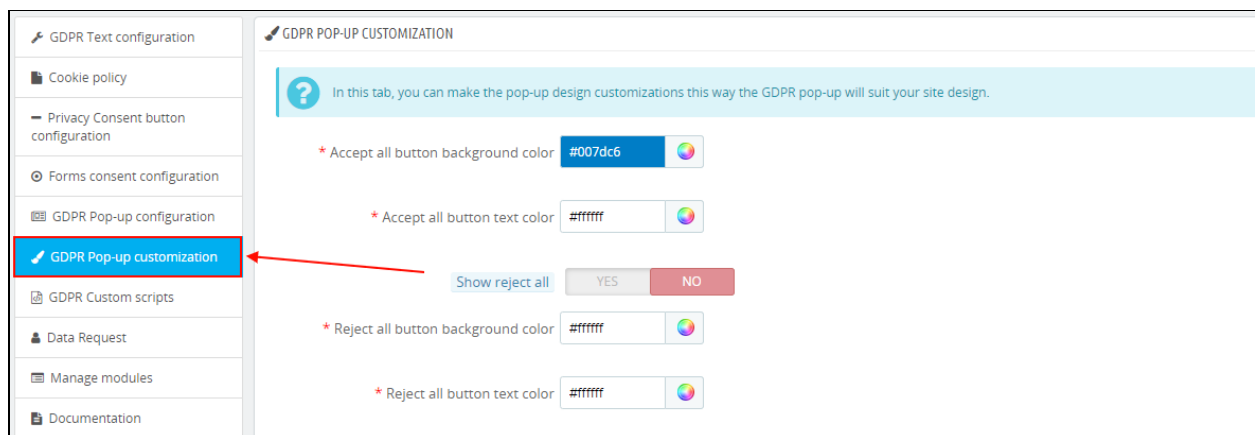 GDPR Text configuration
Cookie policy
Privacy Consent button
configuration
Forms consent configuration
GDPR Pop-up configuration
GDPR Pop-up customization
GDPR Custom scripts
Data Request
Manage modules
Documentation
GDPR POP-UP CUSTOMIZATION
? In this tab, you can make the pop-up design customizations this way the GDPR pop-up will suit your site design.
* Accept all button background color #007dc6
* Accept all button text color #ffffff
Show reject all YES NO
* Reject all button background color #ffffff
* Reject all button text color #ffffff